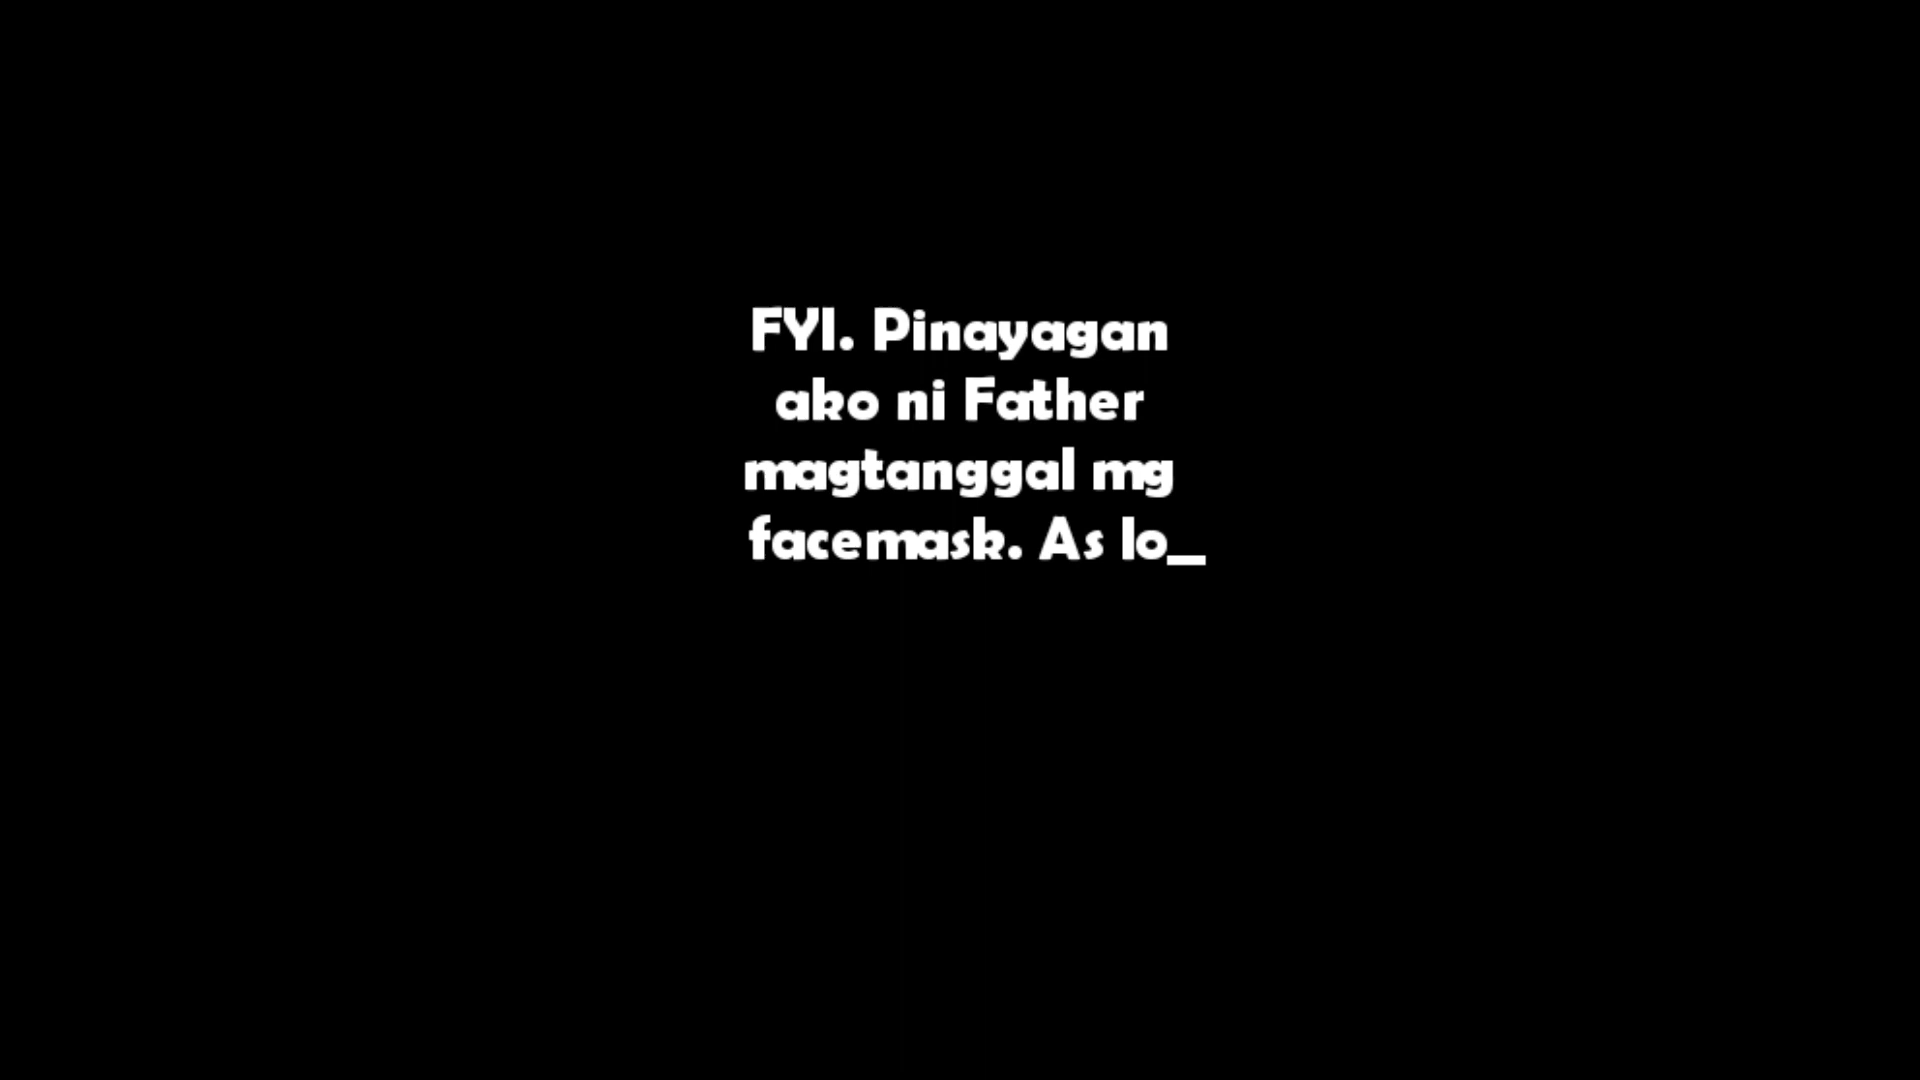 FYI. Pinayagan
ako ni Father
magtanggal mg
facemask. As lo_